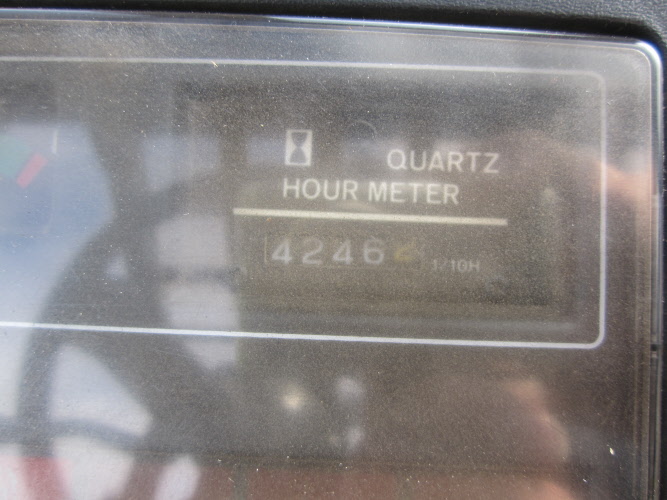 QUARTZ
HOUR METER
4246
1/10H